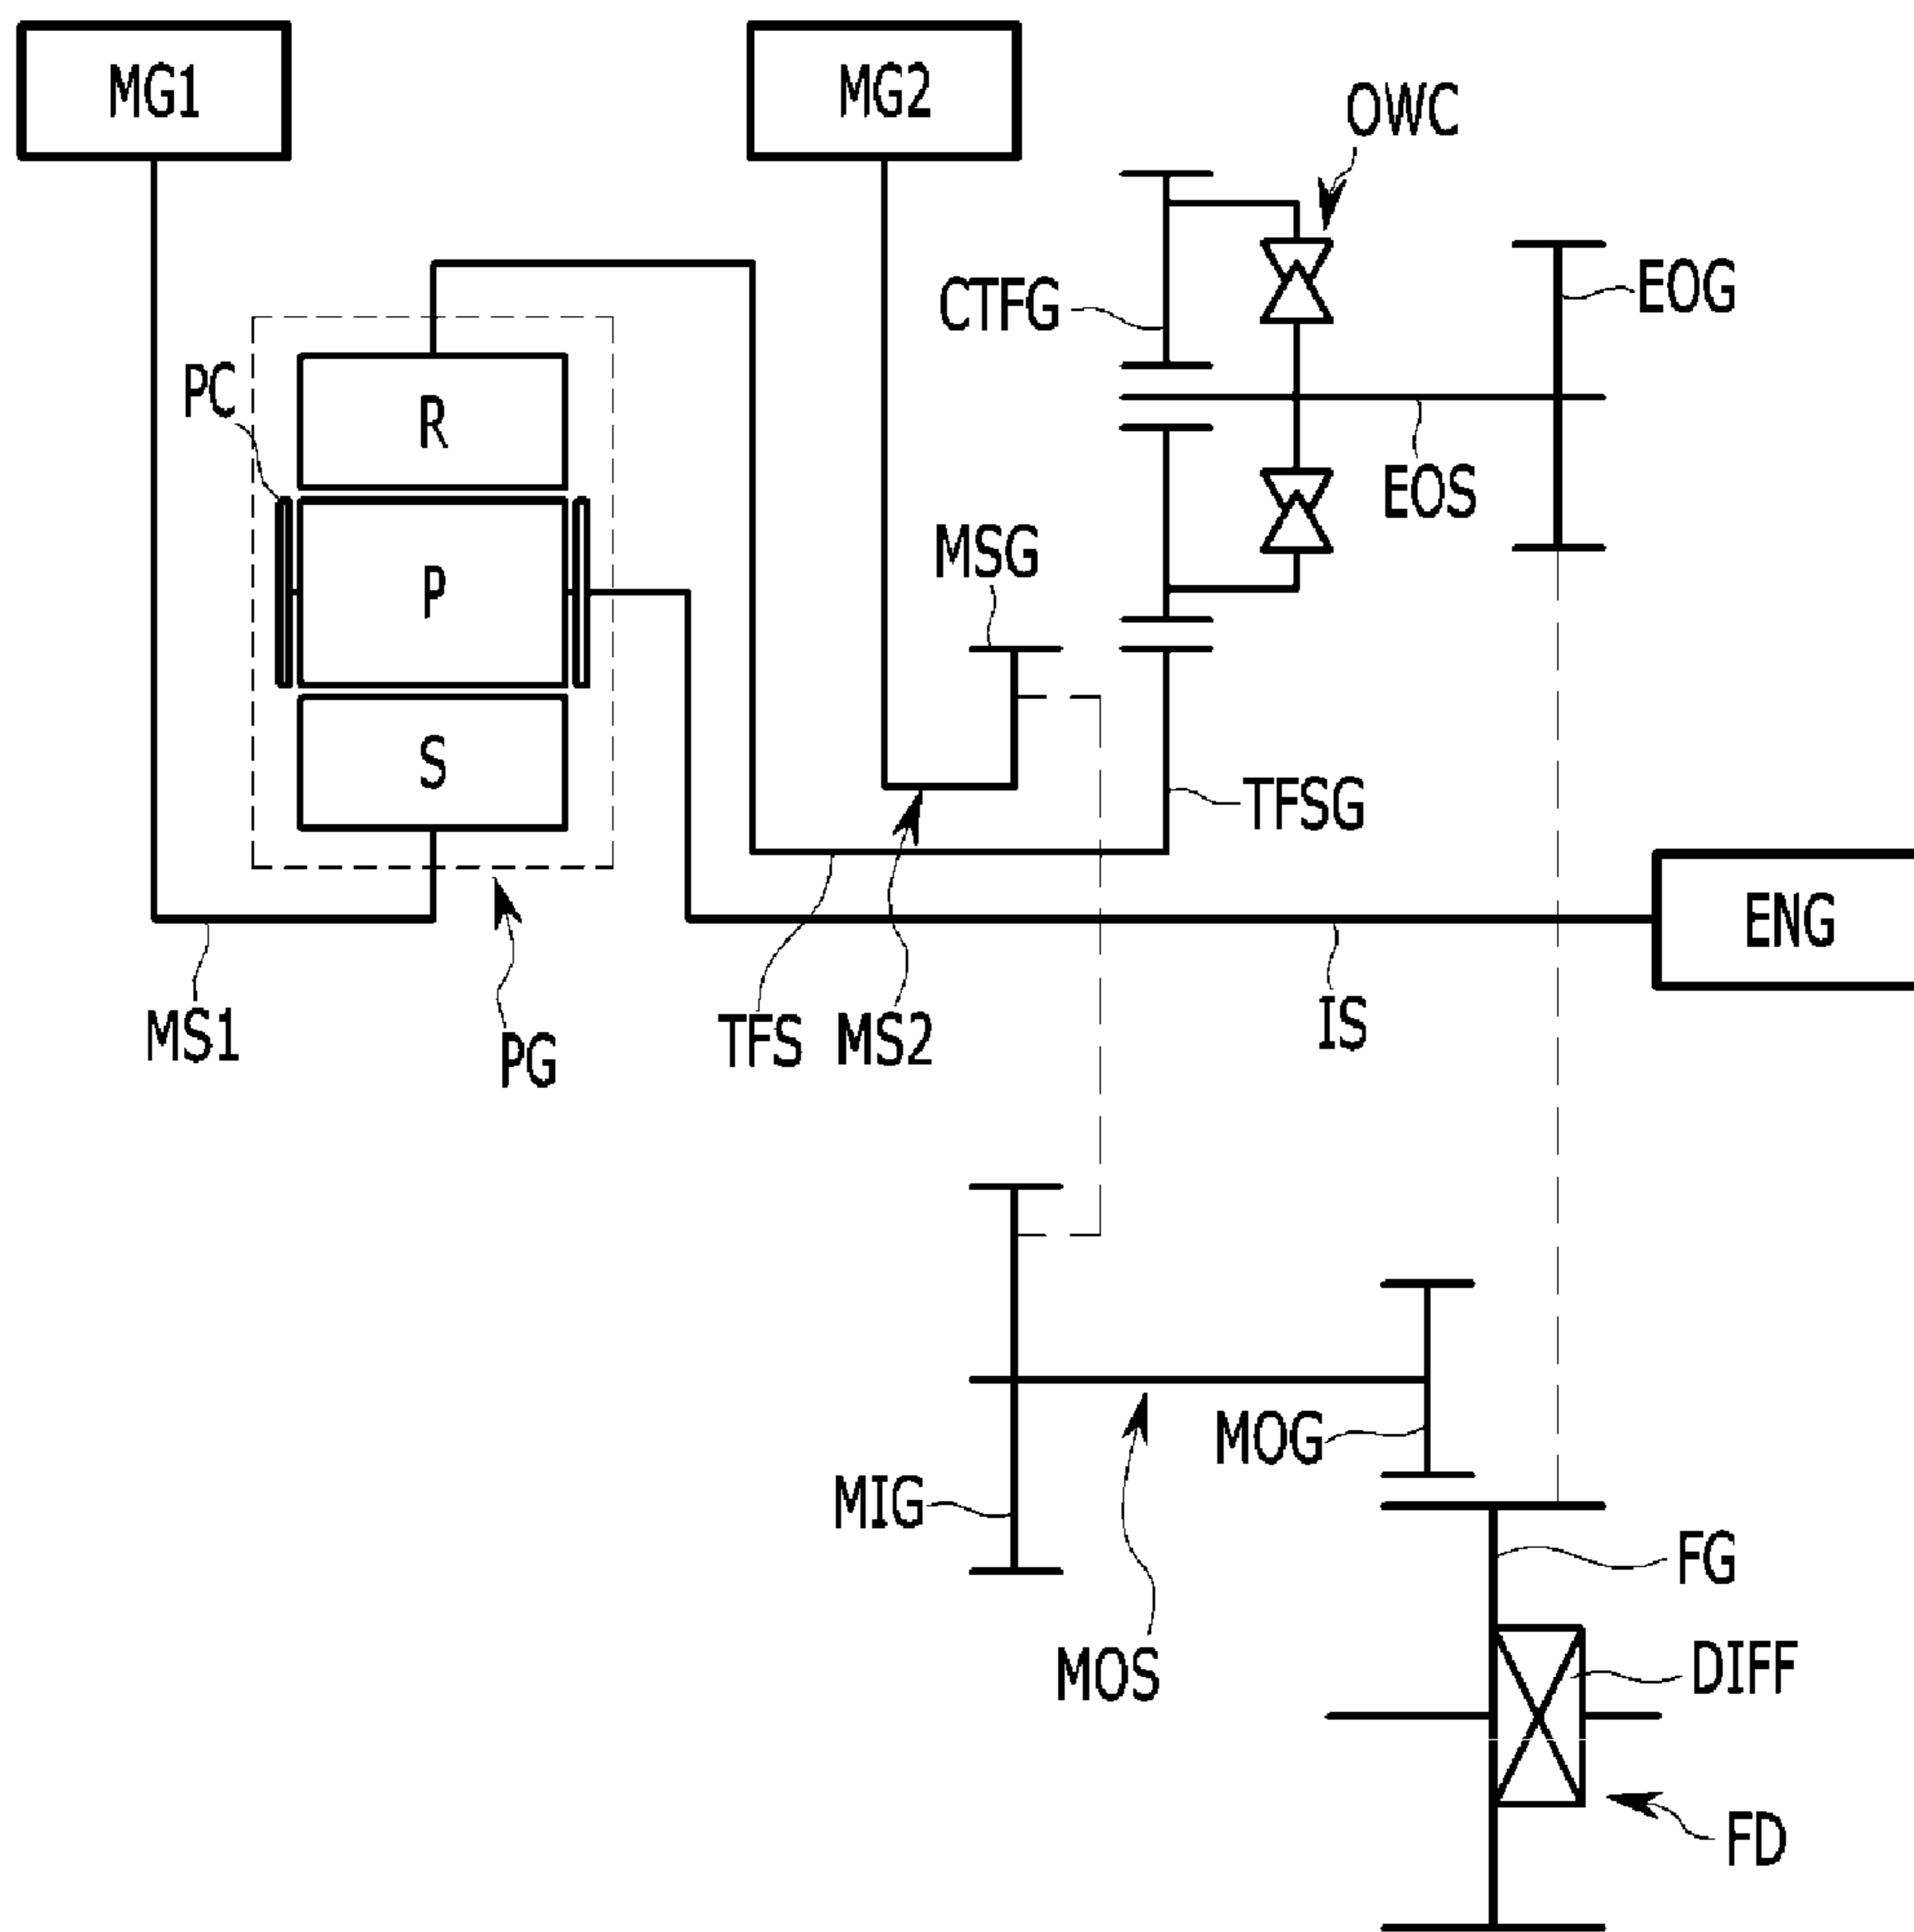 MG1
MG2
OWC
CTFG
EOG
PC
R
EOS
MSG
P
S
TFSG
ENG
MS1
PG
TFS
MS2
IS
MOG
MIG
FG
MOS
DIFF
FD